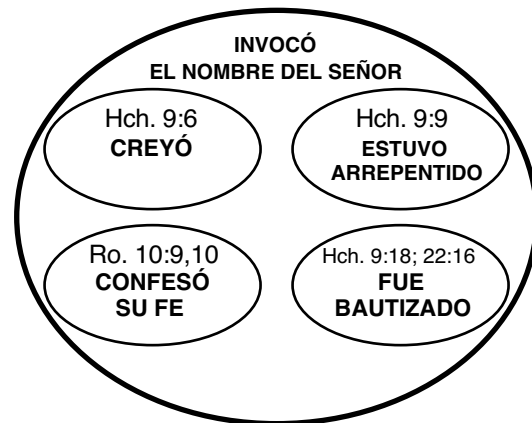 INVOCÓ
EL NOMBRE DEL SEÑOR
Hch. 9:6
CREYÓ
Hch. 9:9
ESTUVO
ARREPENTIDO
Ro. 10:9,10
CONFESÓ
SU FE
Hch. 9:18; 22:16
FUE
BAUTIZADO